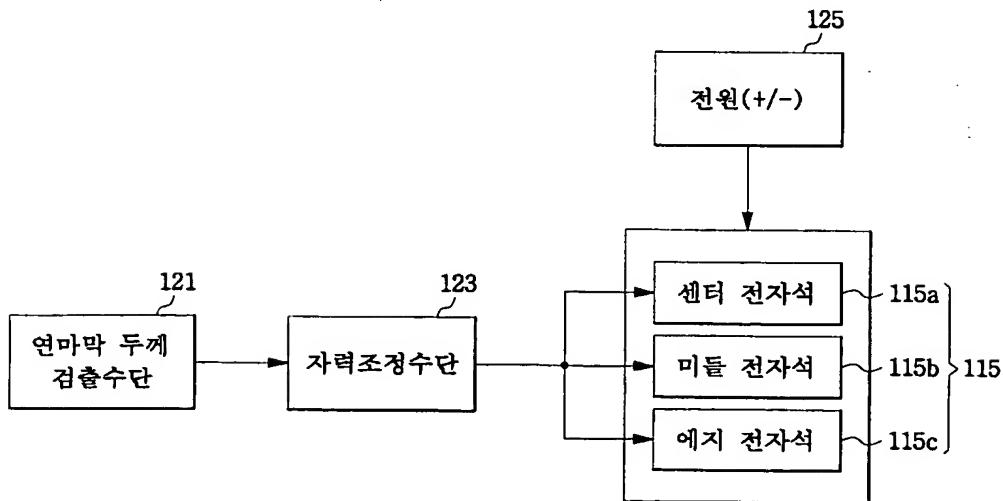 125
전원(+/-)
121
연마막 두께
검출수단
123
자력조정수단
센터 전자석
115a
미들 전자석
115b
115
에지 전자석
115c